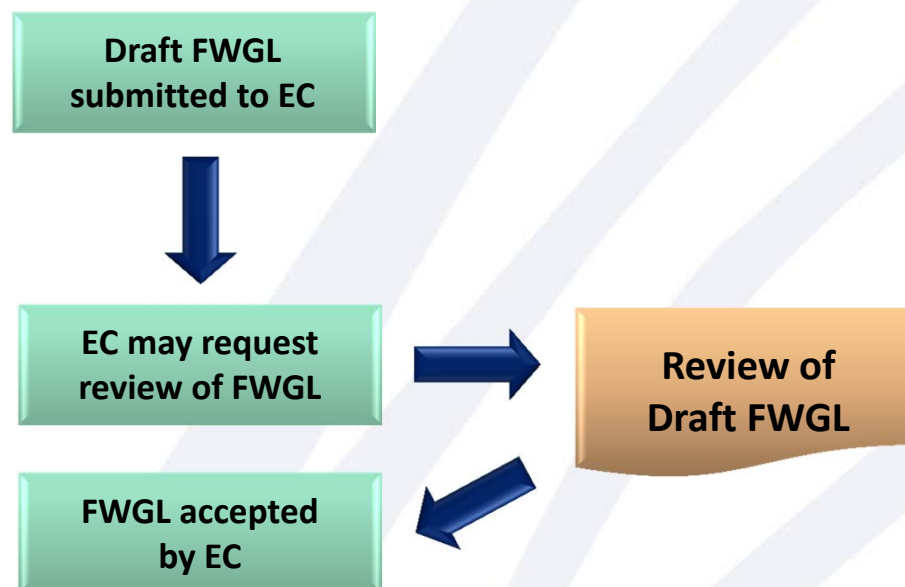 Draft FWGL
submitted to EC
EC may request
review of FWGL
Review of
Draft FWGL
FWGL accepted
by EC